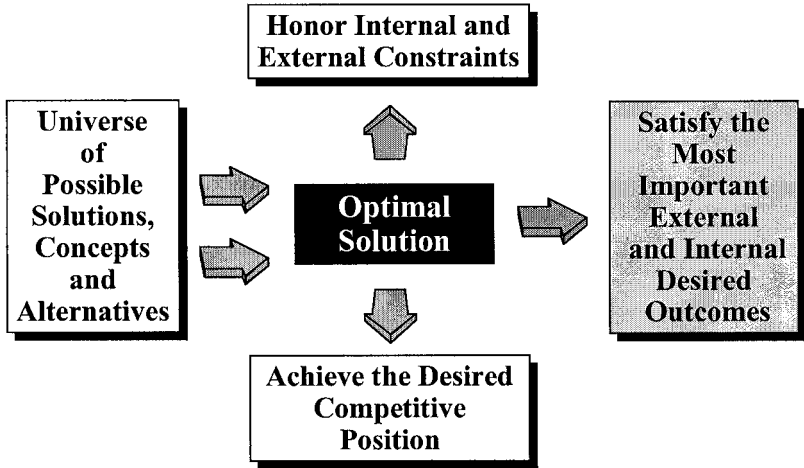 Honor Internal and
External Constraints
Universe
of
Possible
Solutions,
Concepts
and
Alternatives
Optimal
Solution
Satisfy the
Most
Important
External
and Internal
Desired
Outcomes
Achieve the Desired
Competitive
Position